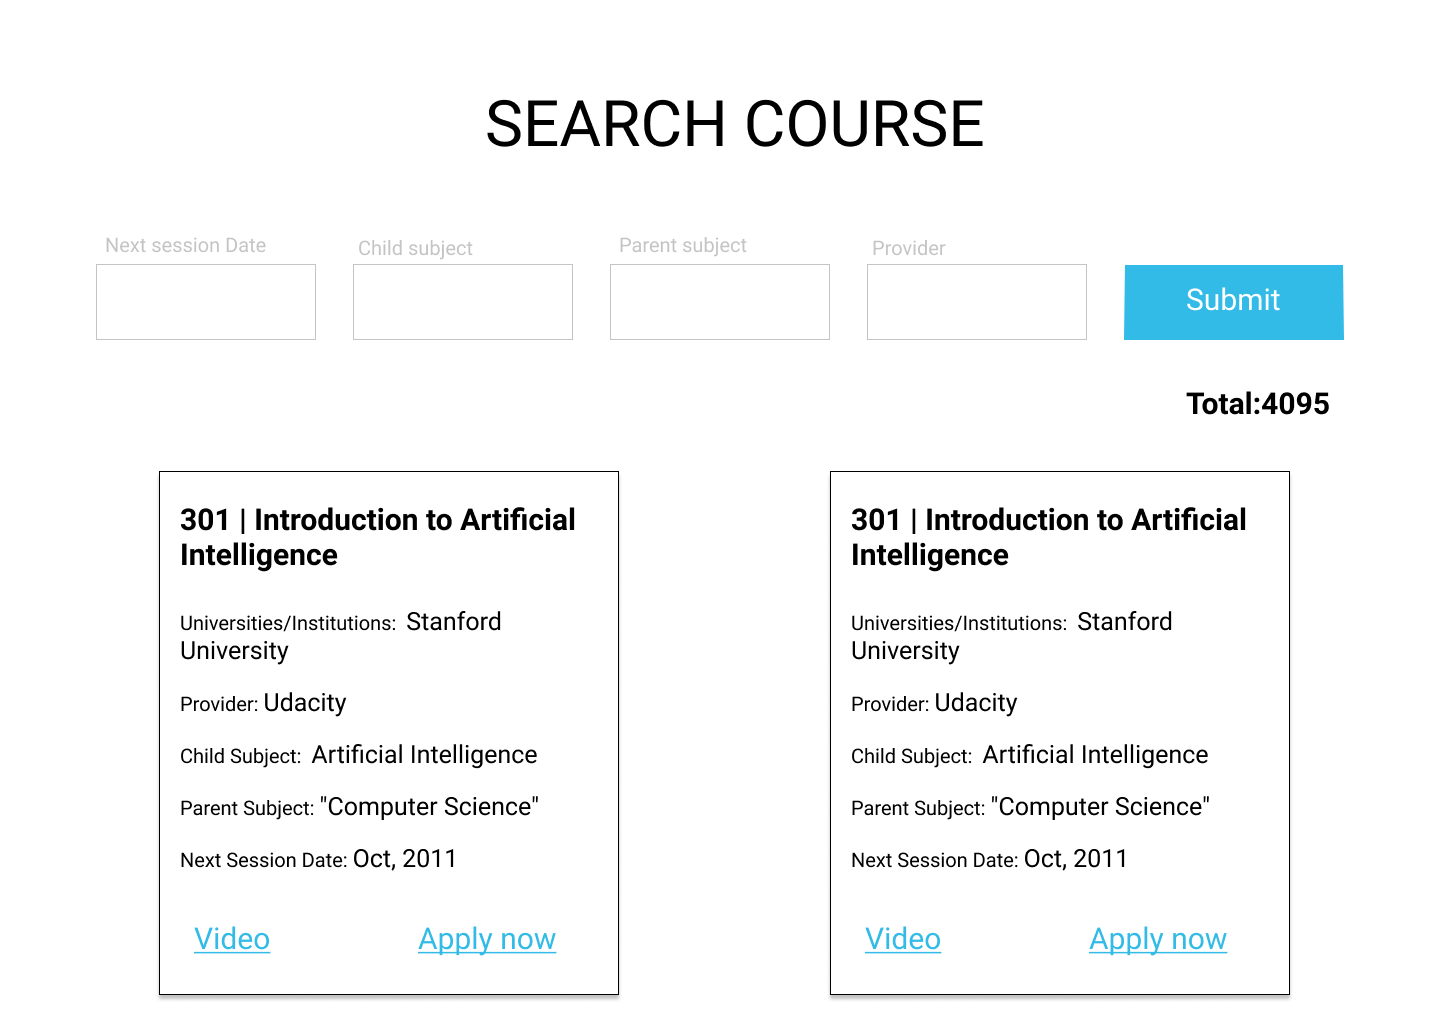 SEARCH COURSE
Next session Date
Child subject
Parent subject
Provider
Submit
Total:4095
301 | Introduction to Artificial
Intelligence
Universities/Institutions: Stanford
University
Provider: Udacity
Child Subject: Artificial Intelligence
Parent Subject: "Computer Science"
Next Session Date: Oct, 2011
Video
Apply now
301 | Introduction to Artificial
Intelligence
Universities/Institutions: Stanford
University
Provider: Udacity
Child Subject: Artificial Intelligence
Parent Subject: "Computer Science"
Next Session Date: Oct, 2011
Video
Apply now